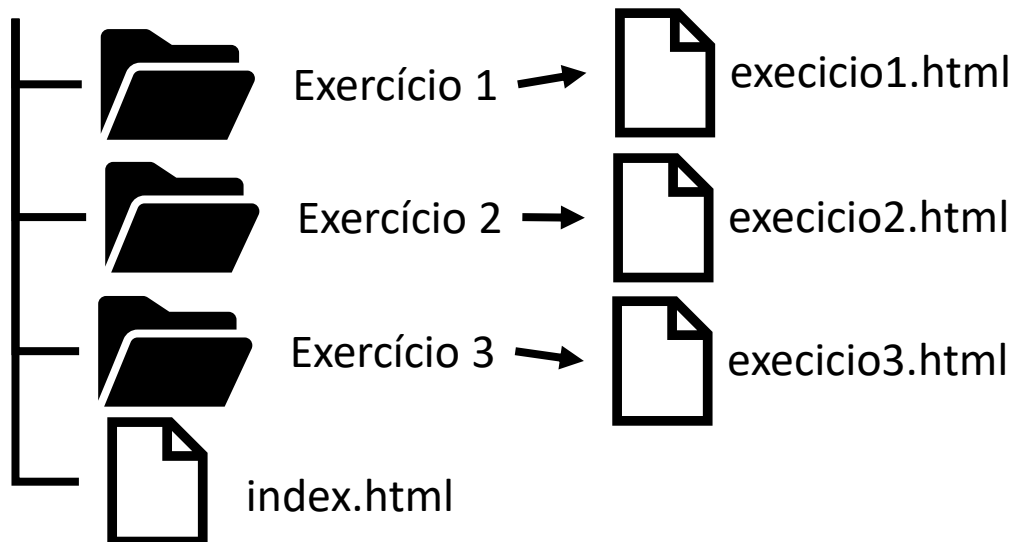 Exercício 1
execicio1.html
Exercício 2
execicio2.html
Exercício 3
execicio3.html
index.html